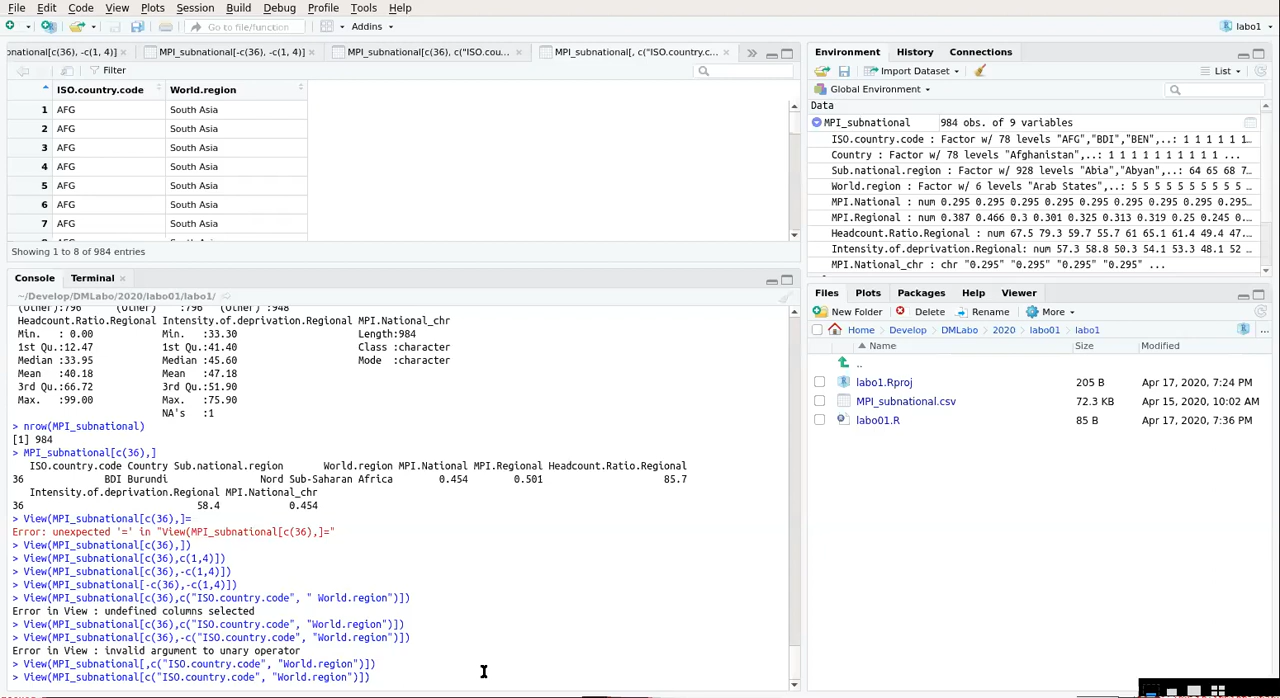 File Edit Code View Plots Session Build Debug Profile Tools Help
Go to file/function Addins labo1
onational[c(36), -c(1, 4)] MPI_subnational[-c(36), -c(1, 4)] MPI_subnational[c(36), c("ISO.cou... MPI_subnational[, c("ISO.country.c...
Filter
ISO.country.code World.region
1 AFG South Asia
2 AFG South Asia
3 AFG South Asia
4 AFG South Asia
5 AFG South Asia
6 AFG South Asia
7 AFG South Asia
Showing 1 to 8 of 984 entries
Console Terminal
~/Develop/DMLabo/2020/labo01/labo1/
(Other):796 (Other) :796 (Other) :948
Headcount.Ratio.Regional Intensity.of.deprivation.Regional MPI.National_chr
Min. : 0.00 Min. :33.30 Length:984
1st Qu.:12.47 1st Qu.:41.40 Class :character
Median :33.95 Median :45.60 Mode :character
Mean :40.18 Mean :47.18
3rd Qu.:66.72 3rd Qu.:51.90
Max. :99.00 Max. :75.90
NA's :1
> nrow(MPI_subnational)
[1] 984
> MPI_subnational[c(36),]
ISO.country.code Country Sub.national.region World.region MPI.National MPI.Regional Headcount.Ratio.Regional
36 BDI Burundi Nord Sub-Saharan Africa 0.454 0.501 85.7
Intensity.of.deprivation.Regional MPI.National_chr
36 58.4 0.454
> View(MPI_subnational[c(36),]=
Error: unexpected '=' in "View(MPI_subnational[c(36),]="
> View(MPI_subnational[c(36),])
> View(MPI_subnational[c(36),c(1,4)])
> View(MPI_subnational[c(36),-c(1,4)])
> View(MPI_subnational[-c(36),-c(1,4)])
> View(MPI_subnational[c(36),c("ISO.country.code", " World.region")])
Error in View : undefined columns selected
> View(MPI_subnational[c(36),c("ISO.country.code", "World.region")])
> View(MPI_subnational[c(36),-c("ISO.country.code", "World.region")])
Error in View : invalid argument to unary operator
> View(MPI_subnational[,c("ISO.country.code", "World.region")])
> View(MPI_subnational[c("ISO.country.code", "World.region")])
Environment History Connections
Import Dataset List
Global Environment
Data
MPI_subnational 984 obs. of 9 variables
ISO.country.code : Factor w/ 78 levels "AFG","BDI","BEN",..: 1 1 1 1 1 1…
Country : Factor w/ 78 levels "Afghanistan",..: 1 1 1 1 1 1 1 1 1 ...
Sub.national.region : Factor w/ 928 levels "Abia","Abyan",..: 64 65 68 7…
World.region : Factor w/ 6 levels "Arab States",..: 5 5 5 5 5 5 5 5 5 …
MPI.National : num 0.295 0.295 0.295 0.295 0.295 0.295 0.295 0.295 0.295…
MPI.Regional : num 0.387 0.466 0.3 0.301 0.325 0.313 0.319 0.25 0.245 0.…
Headcount.Ratio.Regional : num 67.5 79.3 59.7 55.7 61 65.1 61.4 49.4 47.…
Intensity.of.deprivation.Regional: num 57.3 58.8 50.3 54.1 53.3 48.1 52 …
MPI.National_chr : chr "0.295" "0.295" "0.295" "0.295" ...
Files Plots Packages Help Viewer
New Folder Delete Rename More
Home Develop DMLabo 2020 labo01 labo1 ...
Name Size Modified
..
labo1.Rproj 205 B Apr 17, 2020, 7:24 PM
MPI_subnational.csv 72.3 KB Apr 15, 2020, 10:02 AM
labo01.R 85 B Apr 17, 2020, 7:36 PM